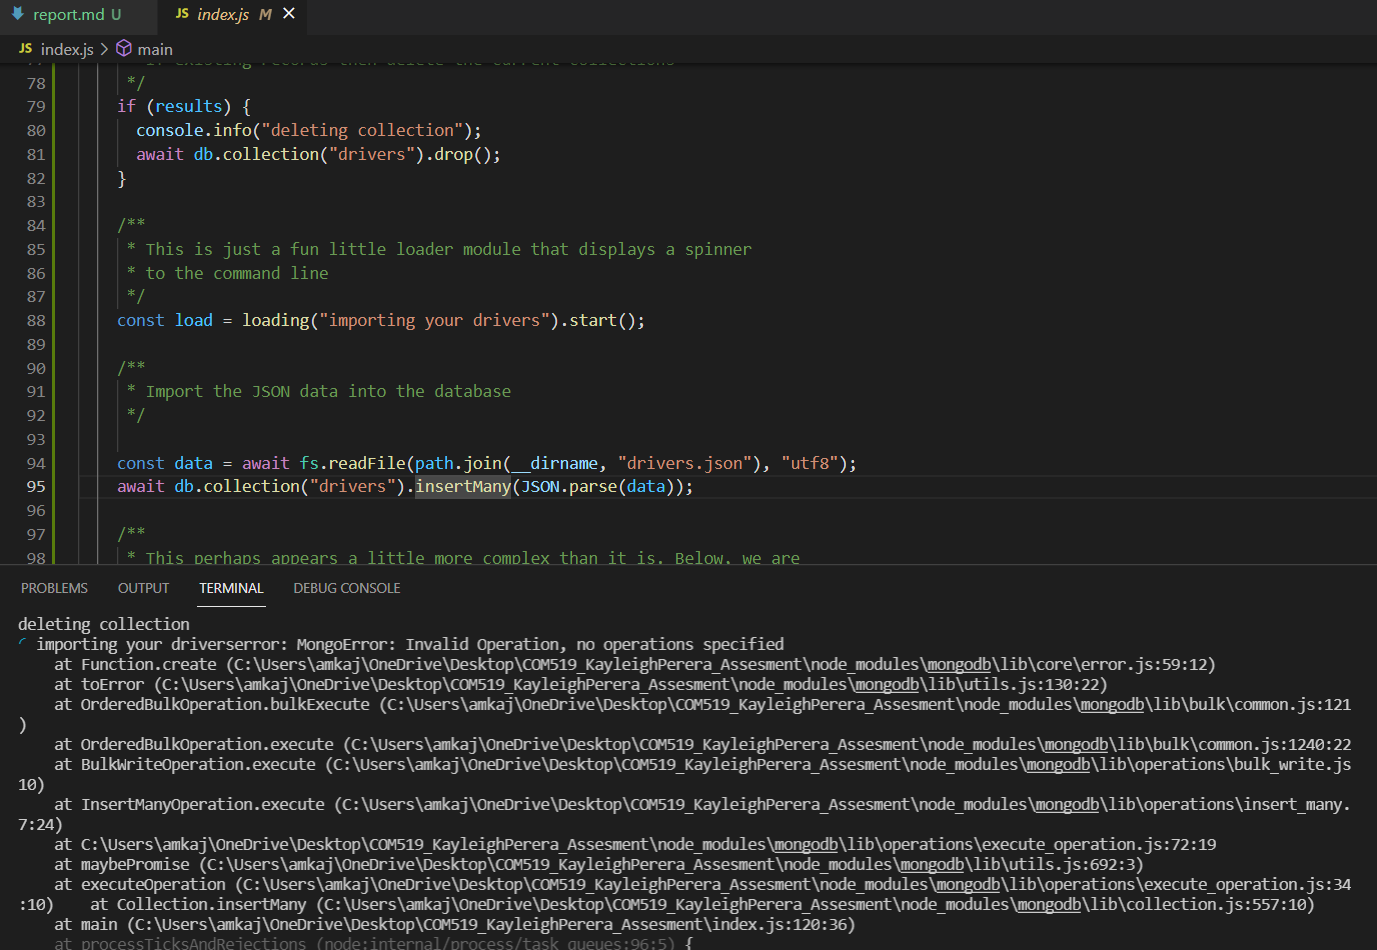 report.md U
JS index.js M ×
JS index.js > main
77 * if existing records then delete the current collections
78 */
79 if (results) {
80 console.info("deleting collection");
81 await db.collection("drivers").drop();
82 }
83
84 /**
85 * This is just a fun little loader module that displays a spinner
86 * to the command line
87 */
88 const load = loading("importing your drivers").start();
89
90 /**
91 * Import the JSON data into the database
92 */
93
94 const data = await fs.readFile(path.join(__dirname, "drivers.json"), "utf8");
95 await db.collection("drivers").insertMany(JSON.parse(data));
96
97 /**
98 * This perhaps appears a little more complex than it is. Below, we are
PROBLEMS OUTPUT TERMINAL DEBUG CONSOLE
deleting collection
importing your driverserror: MongoError: Invalid Operation, no operations specified
at Function.create (C:\Users\amkaj\OneDrive\Desktop\COM519_KayleighPerera_Assesment\node_modules\mongodb\lib\core\error.js:59:12)
at toError (C:\Users\amkaj\OneDrive\Desktop\COM519_KayleighPerera_Assesment\node_modules\mongodb\lib\utils.js:130:22)
at OrderedBulkOperation.bulkExecute (C:\Users\amkaj\OneDrive\Desktop\COM519_KayleighPerera_Assesment\node_modules\mongodb\lib\bulk\common.js:121
)
at OrderedBulkOperation.execute (C:\Users\amkaj\OneDrive\Desktop\COM519_KayleighPerera_Assesment\node_modules\mongodb\lib\bulk\common.js:1240:22
at BulkWriteOperation.execute (C:\Users\amkaj\OneDrive\Desktop\COM519_KayleighPerera_Assesment\node_modules\mongodb\lib\operations\bulk_write.js
10)
at InsertManyOperation.execute (C:\Users\amkaj\OneDrive\Desktop\COM519_KayleighPerera_Assesment\node_modules\mongodb\lib\operations\insert_many.
7:24)
at C:\Users\amkaj\OneDrive\Desktop\COM519_KayleighPerera_Assesment\node_modules\mongodb\lib\operations\execute_operation.js:72:19
at maybePromise (C:\Users\amkaj\OneDrive\Desktop\COM519_KayleighPerera_Assesment\node_modules\mongodb\lib\utils.js:692:3)
at executeOperation (C:\Users\amkaj\OneDrive\Desktop\COM519_KayleighPerera_Assesment\node_modules\mongodb\lib\operations\execute_operation.js:34
:10) at Collection.insertMany (C:\Users\amkaj\OneDrive\Desktop\COM519_KayleighPerera_Assesment\node_modules\mongodb\lib\collection.js:557:10)
at main (C:\Users\amkaj\OneDrive\Desktop\COM519_KayleighPerera_Assesment\index.js:120:36)
at processTicksAndRejections (node:internal/process/task_queues:96:5) {